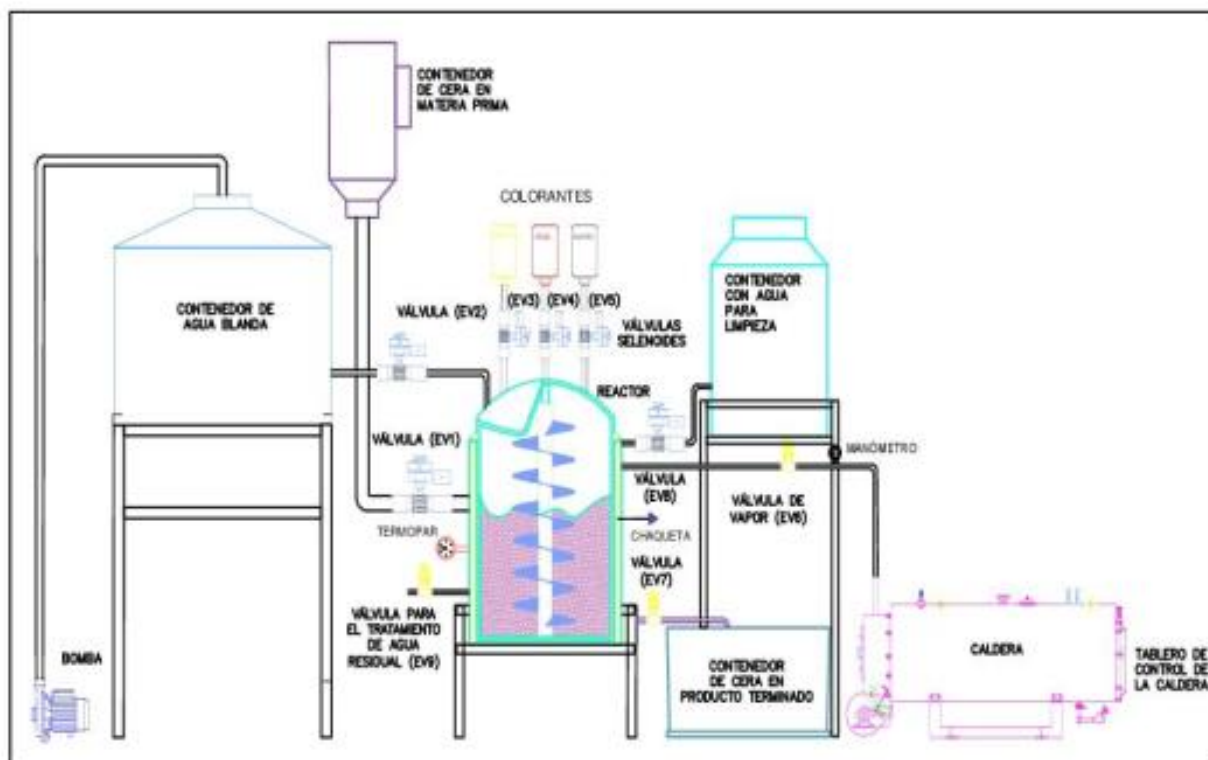 CONTENEDOR
DE CERA EN
MATERIA PRIMA
COLORANTES
CONTENEDOR DE
AGUA BLANDA
VÁLVULA (EV2)
(EV3) (EV4) (EV5)
VÁLVULAS
SELENOIDES
CONTENEDOR
CON AGUA
PARA
LIMPIEZA
REACTOR
VÁLVULA (EV1)
MANÓMETRO
VÁLVULA
(EV8)
VÁLVULA DE
VAPOR (EV6)
TERMOPAR
CHAQUETA
VÁLVULA
(EV7)
VÁLVULA PARA
EL TRATAMIENTO
DE AGUA
RESIDUAL (EV9)
BOMBA
CONTENEDOR
DE CERA EN
PRODUCTO TERMINADO
CALDERA
TABLERO DE
CONTROL DE
LA CALDERA